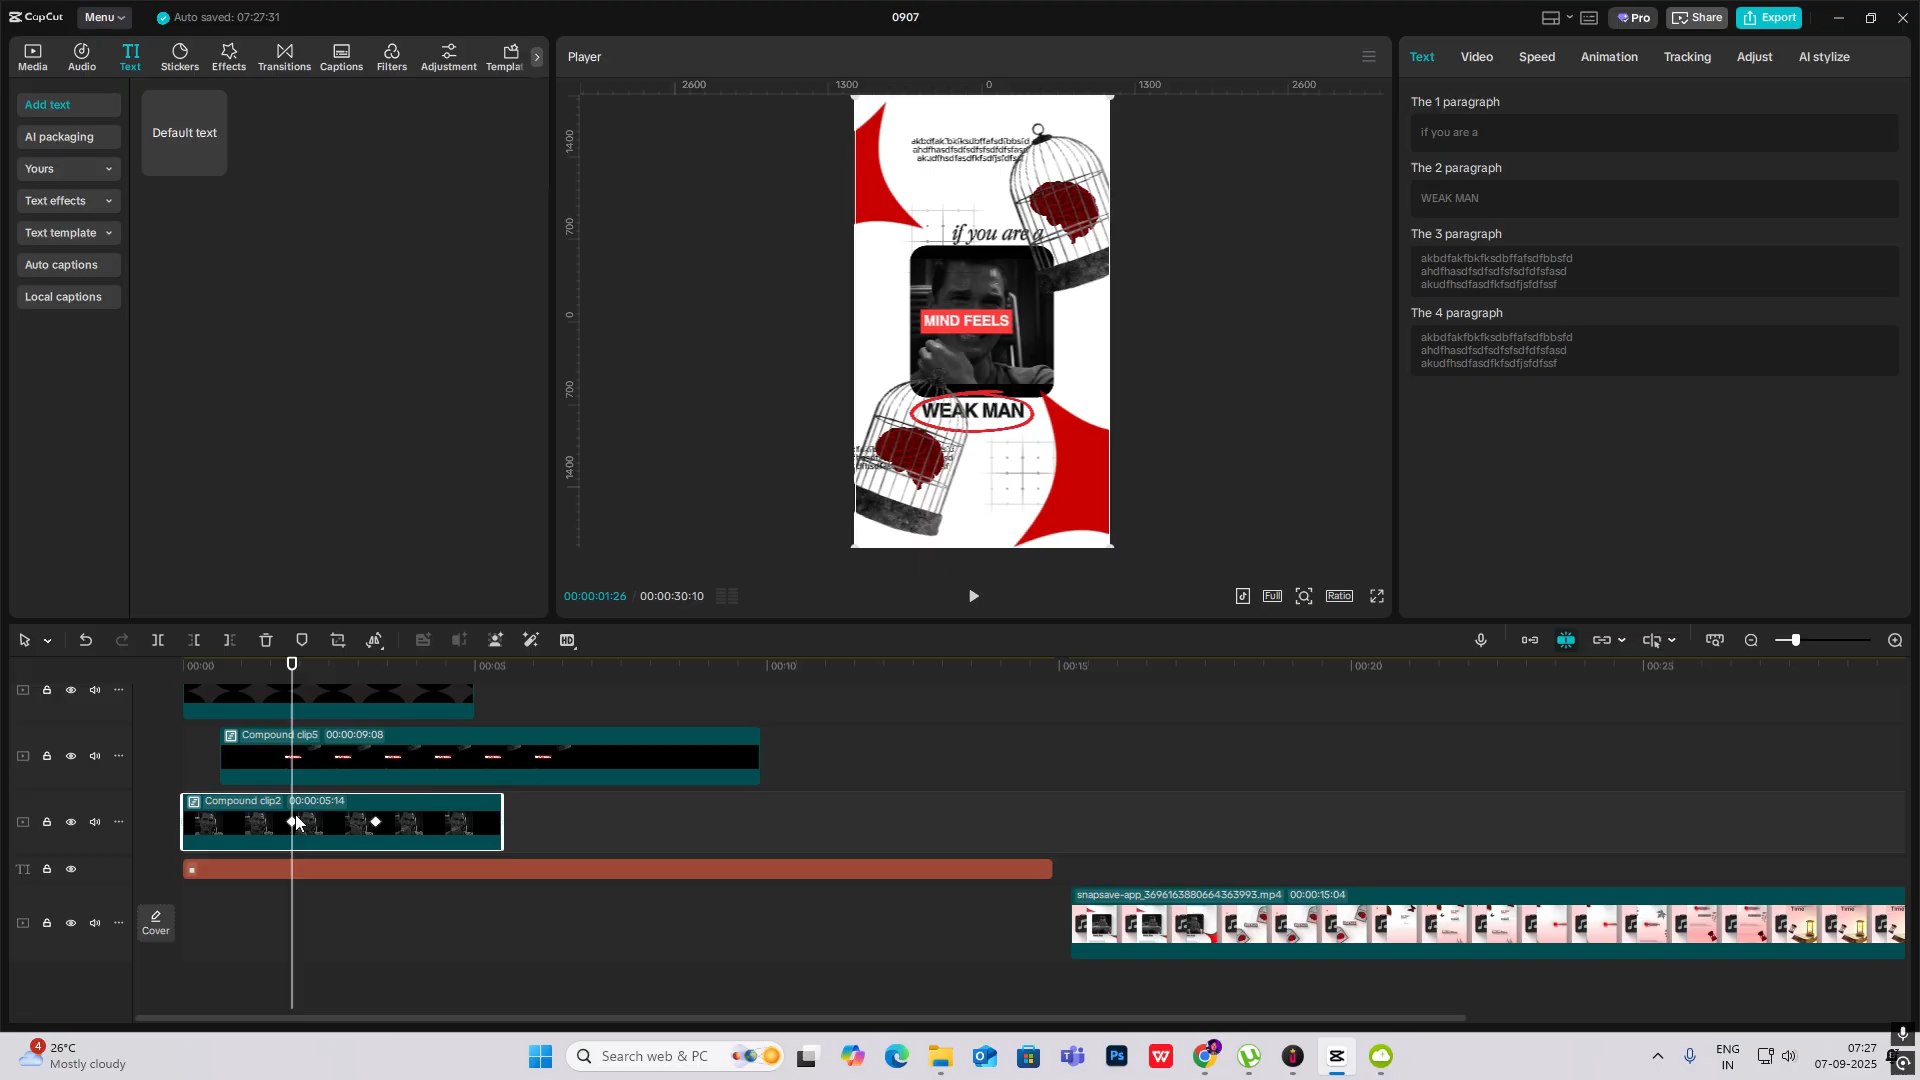 CapCut
Menu
Auto saved: 07:27:31
0907
Pro
Share
Export
Media
Audio
TI
Text
Stickers
Effects
Transitions
Captions
Filters
Adjustment
Templat
Add text
AI packaging
Yours
Text effects
Text template
Auto captions
Local captions
Default text
Player
2600
1300
0
1300
2600
1400
700
0
700
1400
if you are a
MIND FEELS
WEAK MAN
00:00:01:26 / 00:00:30:10
Full
Ratio
Text
Video
Speed
Animation
Tracking
Adjust
AI stylize
The 1 paragraph
if you are a
The 2 paragraph
WEAK MAN
The 3 paragraph
akbdfakfbkfksdbffafsdfbbsfd
ahdfhasdfsdfsdfsfsdfdfsfasd
akudfhsdfasdfkfsdfjsfdfssf
The 4 paragraph
akbdfakfbkfksdbffafsdfbbsfd
ahdfhasdfsdfsdfsfsdfdfsfasd
akudfhsdfasdfkfsdfjsfdfssf
HD
00:00
00:05
00:10
00:15
00:20
00:25
Compound clip5 00:00:09:08
Compound clip2 00:00:05:14
TI
Cover
snapsave-app_3696163880664363993.mp4 00:00:15:04
4
26°C
Mostly cloudy
Search web & PC
Ps
W
ENG
IN
07:27
07-09-2025